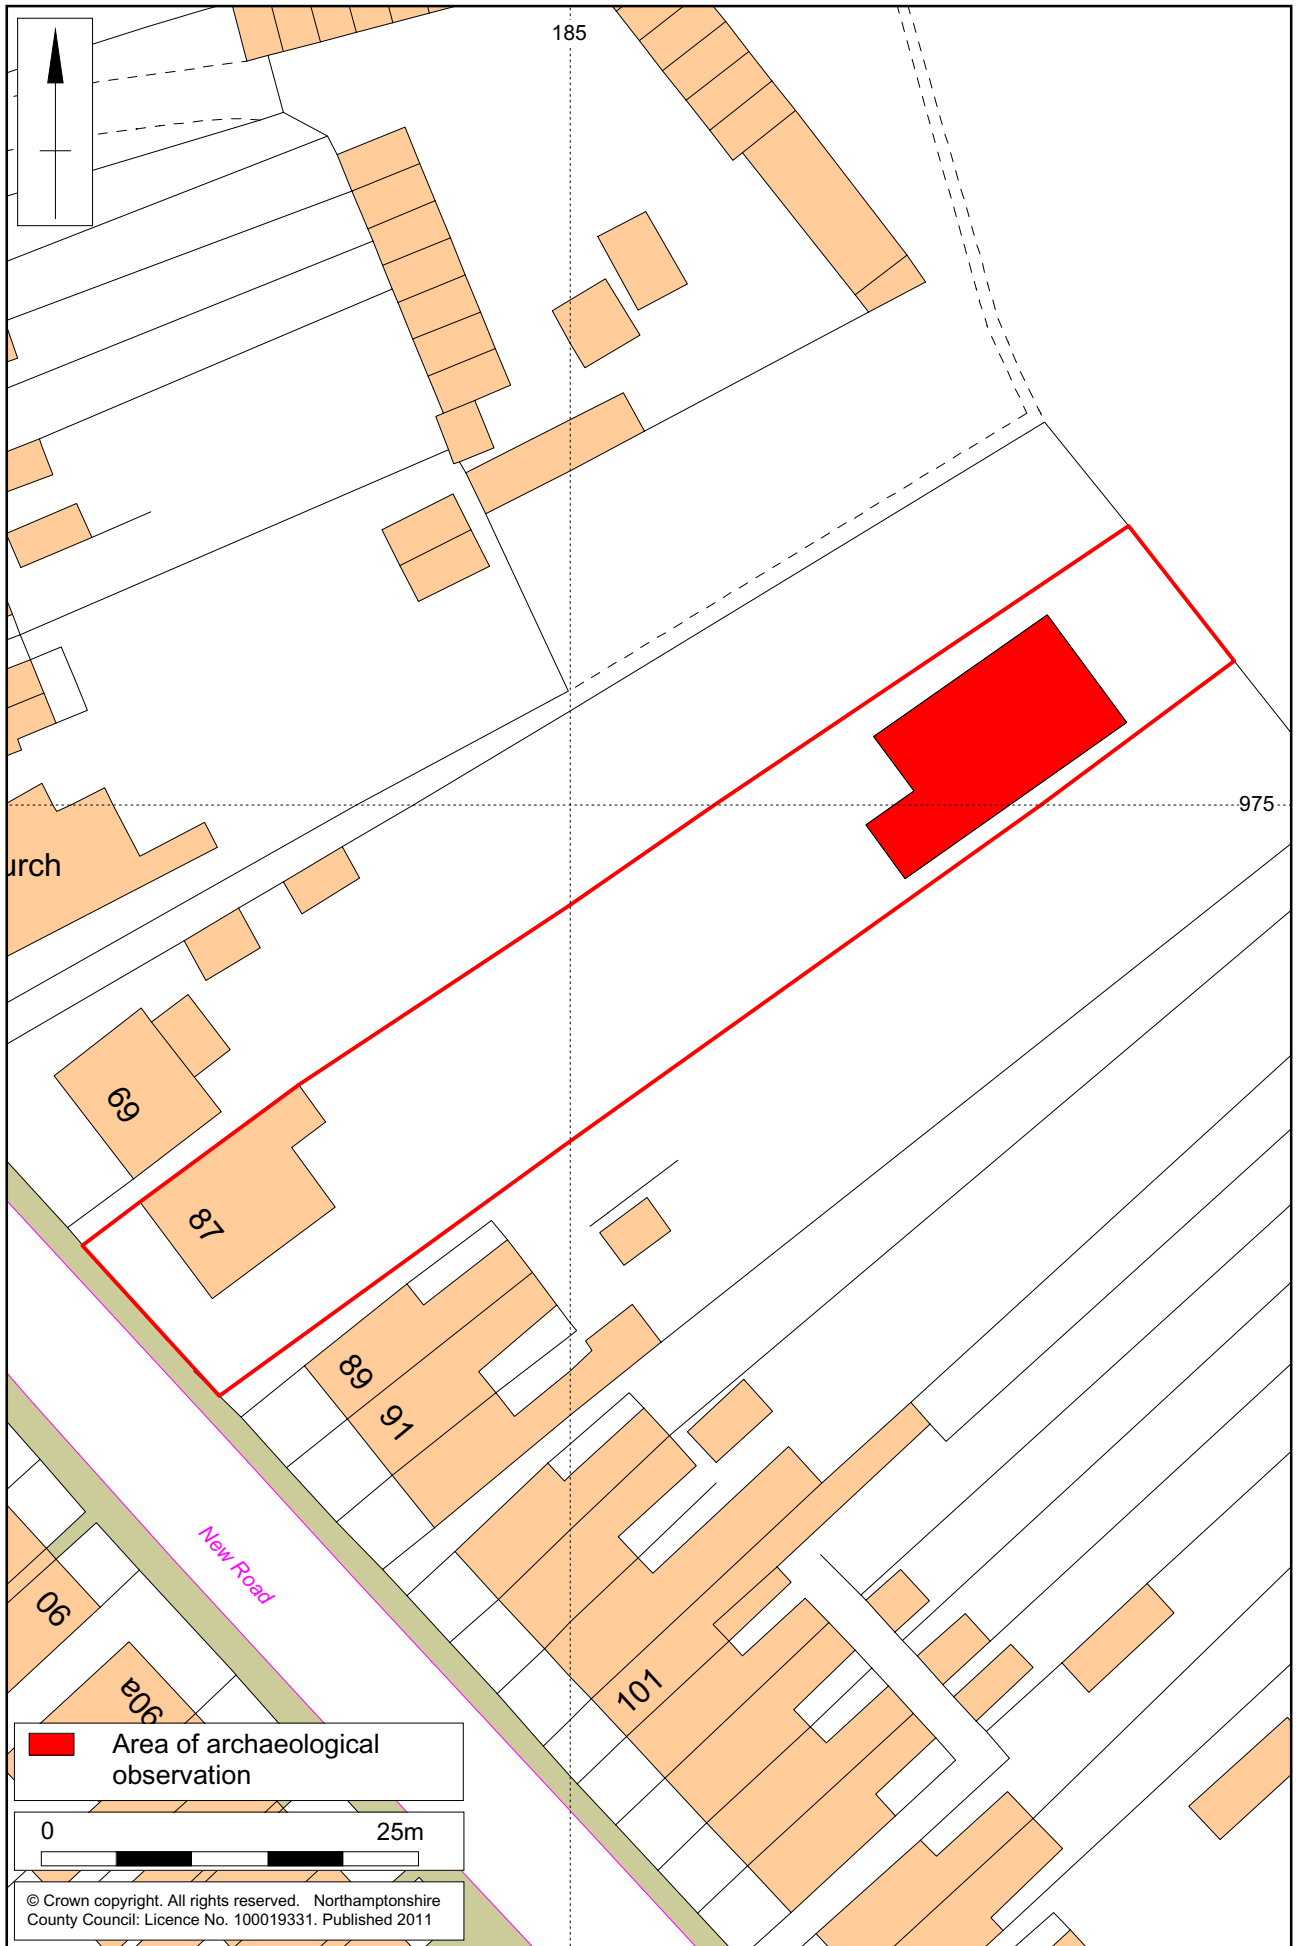 185
975
urch
69
87
89
91
New Road
90
90a
101
Area of archaeological
observation
0 25m
© Crown copyright. All rights reserved. Northamptonshire
County Council: Licence No. 100019331. Published 2011